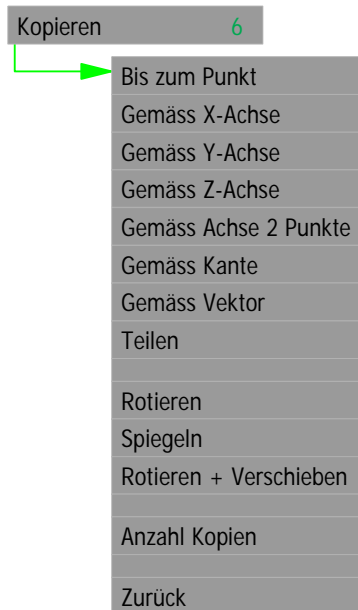 Kopieren 6
Bis zum Punkt
Gemäss X-Achse
Gemäss Y-Achse
Gemäss Z-Achse
Gemäss Achse 2 Punkte
Gemäss Kante
Gemäss Vektor
Teilen
Rotieren
Spiegeln
Rotieren + Verschieben
Anzahl Kopien
Zurück